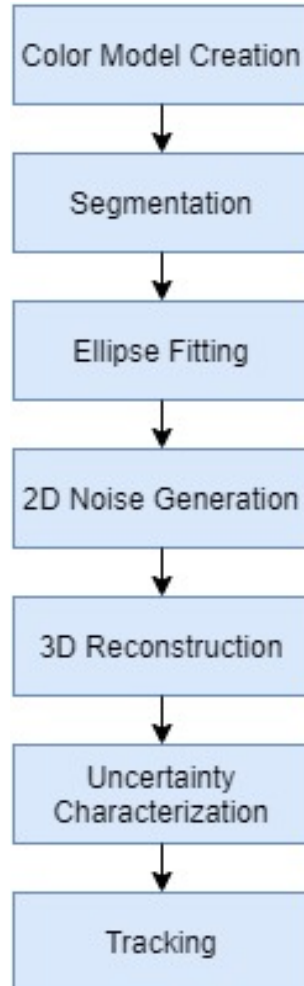 Color Model Creation
Segmentation
Ellipse Fitting
2D Noise Generation
3D Reconstruction
Uncertainty
Characterization
Tracking